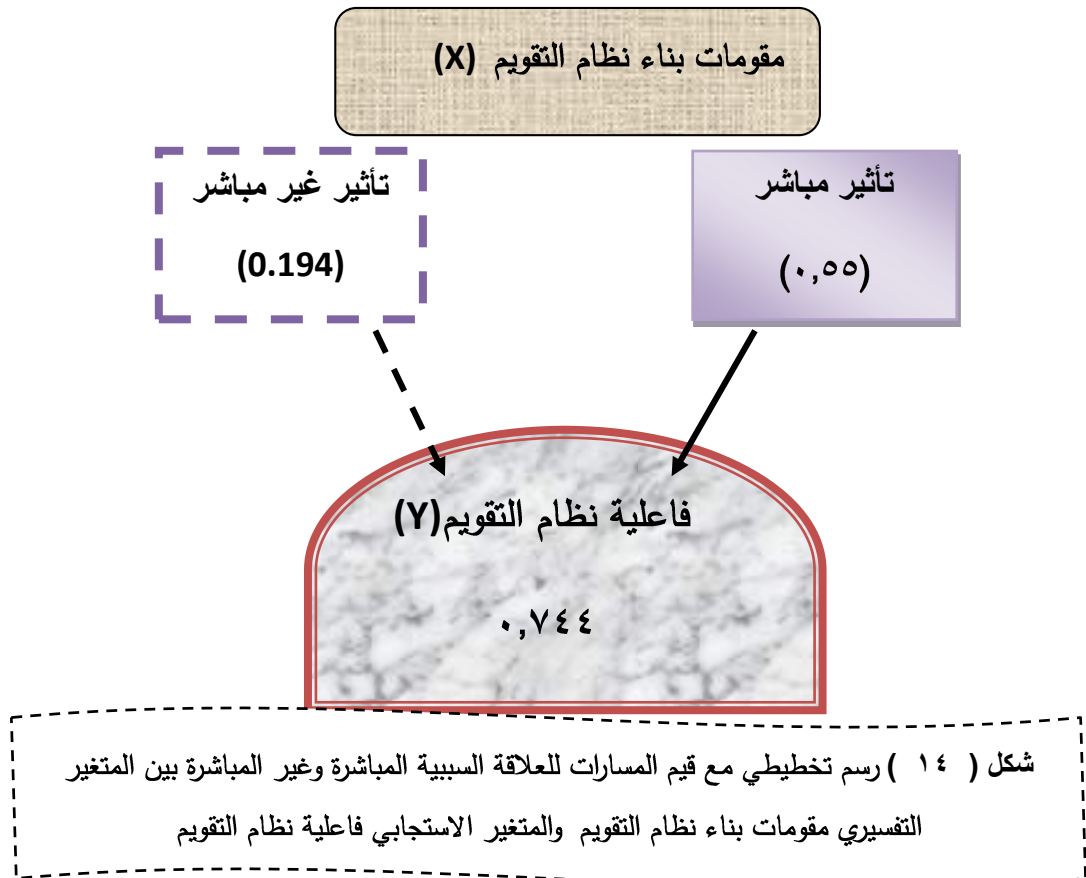 مقومات بناء نظام التقويم (X)
تأثير مباشر
(٠,٥٥)
تأثير غير مباشر
(0.194)
فاعلية نظام التقويم(Y)
٠,٧٤٤
شكل ( ١٤ ) رسم تخطيطي مع قيم المسارات للعلاقة السببية المباشرة وغير المباشرة بين المتغير
التفسيري مقومات بناء نظام التقويم والمتغير الاستجابي فاعلية نظام التقويم